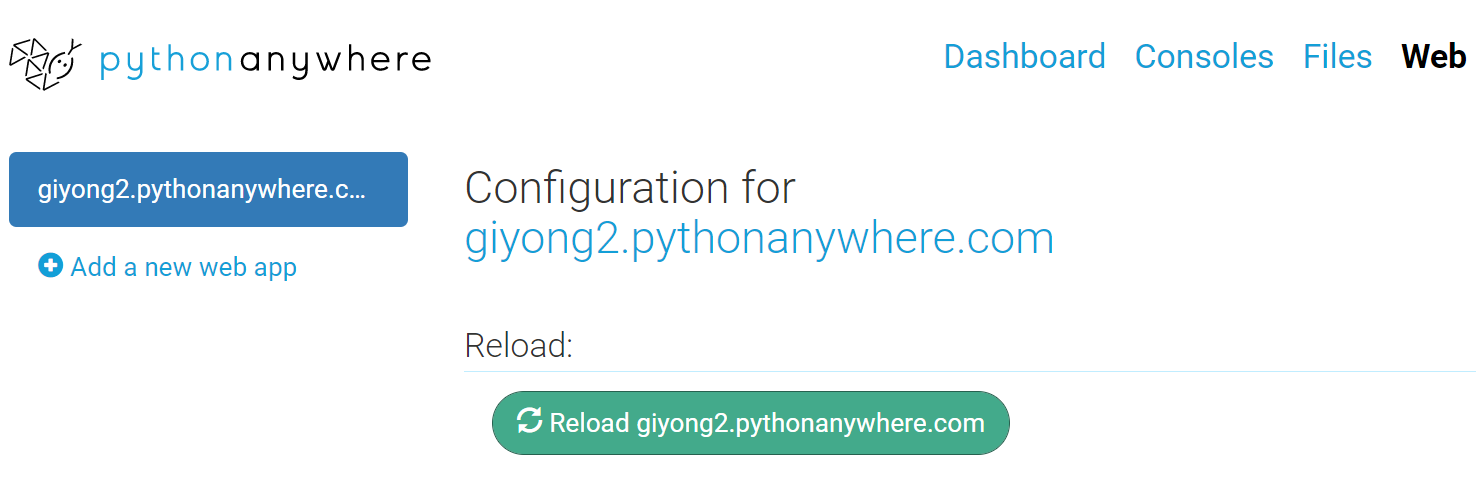 pythonanywhere
Dashboard Consoles Files Web
giyong2.pythonanywhere.c...
Add a new web app
Configuration for
giyong2.pythonanywhere.com
Reload:
Reload giyong2.pythonanywhere.com